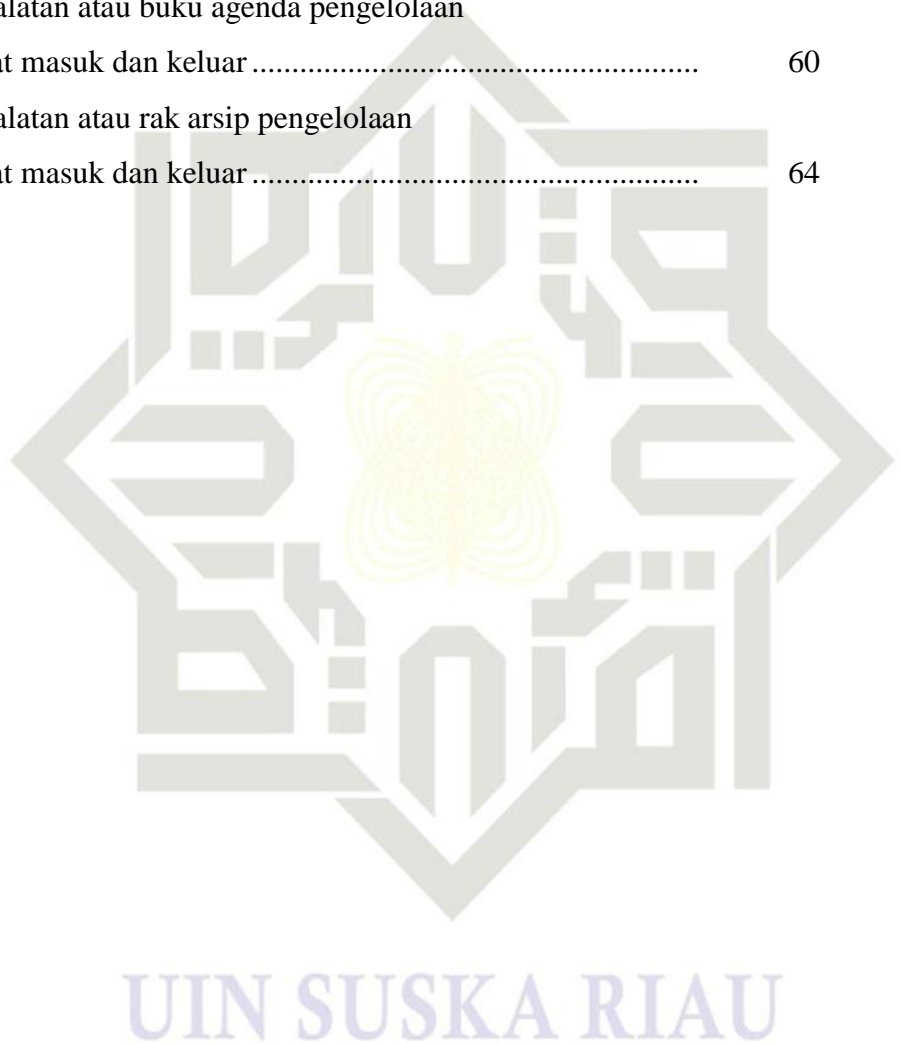 alatan atau buku agenda pengelolaan
at masuk dan keluar ........................................................ 60
alatan atau rak arsip pengelolaan
at masuk dan keluar ........................................................ 64
UIN SUSKA RIAU